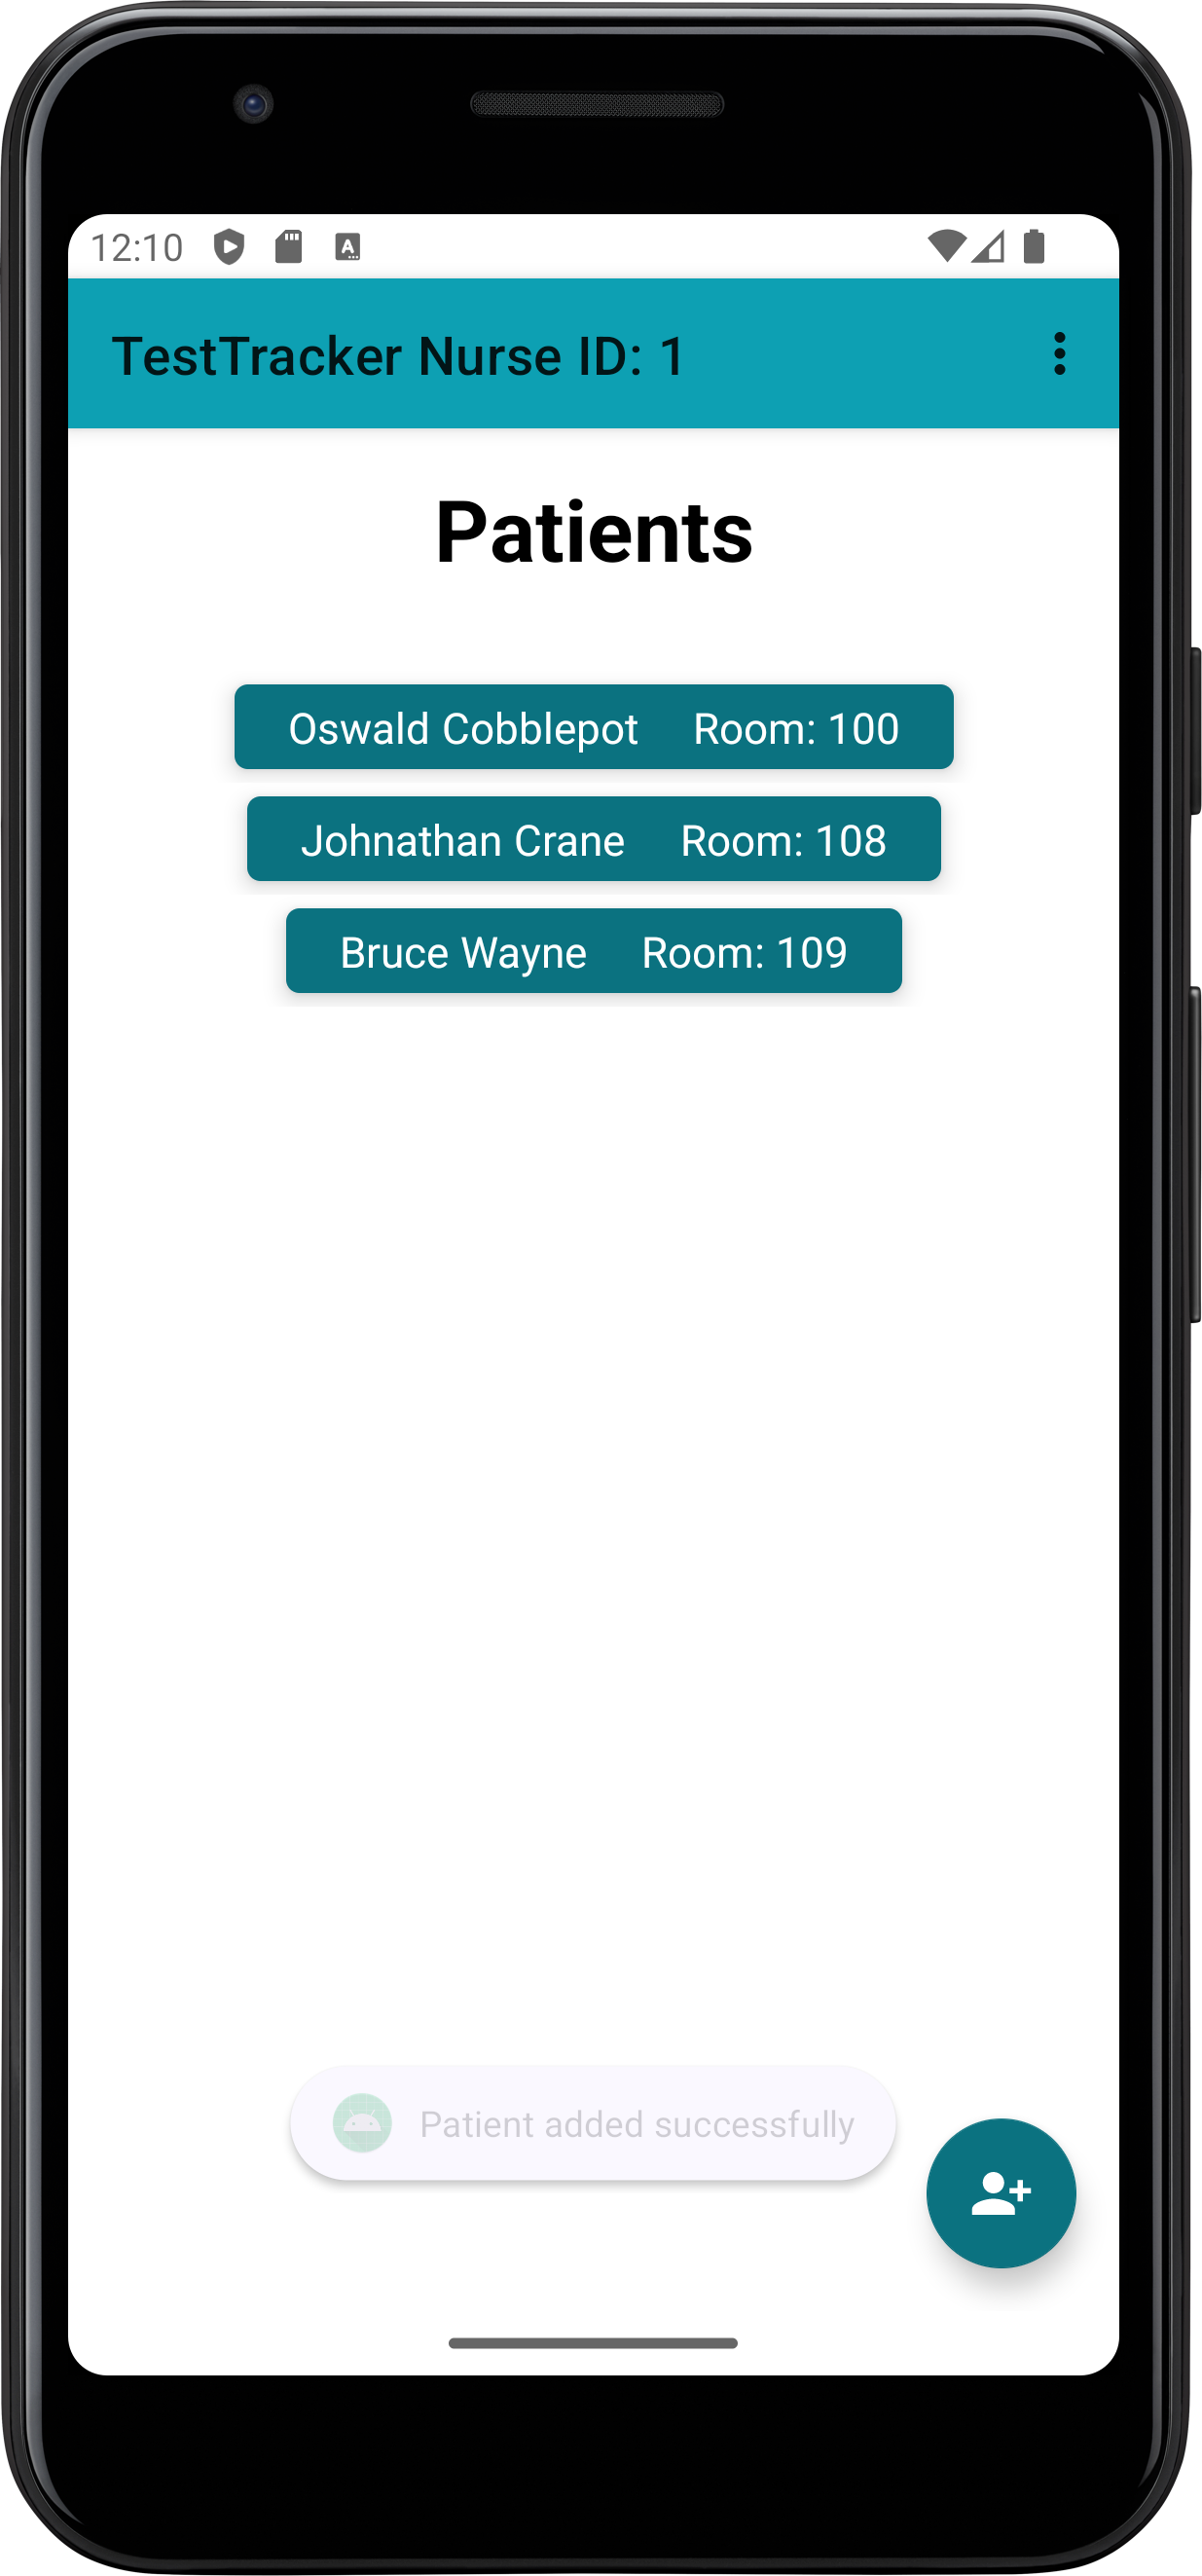 12:10
TestTracker Nurse ID: 1
Patients
Oswald Cobblepot Room: 100
Johnathan Crane Room: 108
Bruce Wayne Room: 109
Patient added successfully